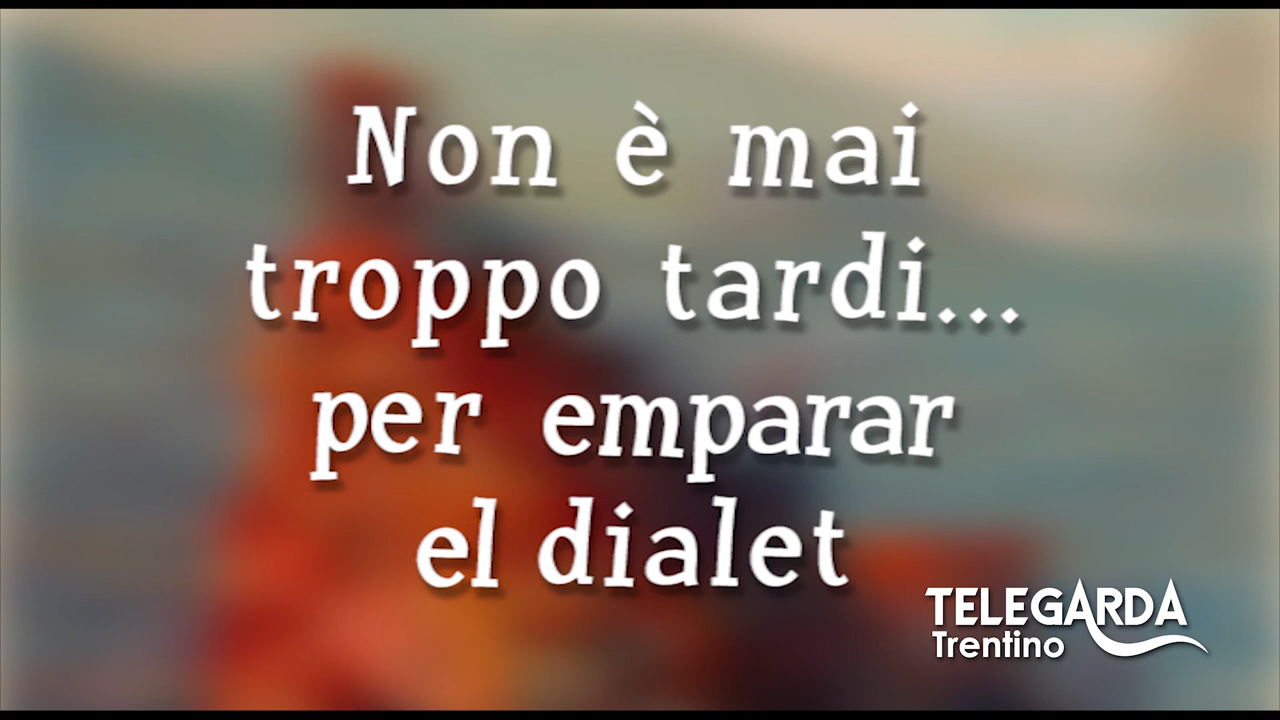 Non è mai
troppo tardi...
per emparar
el dialet
TELEGARDA
Trentino